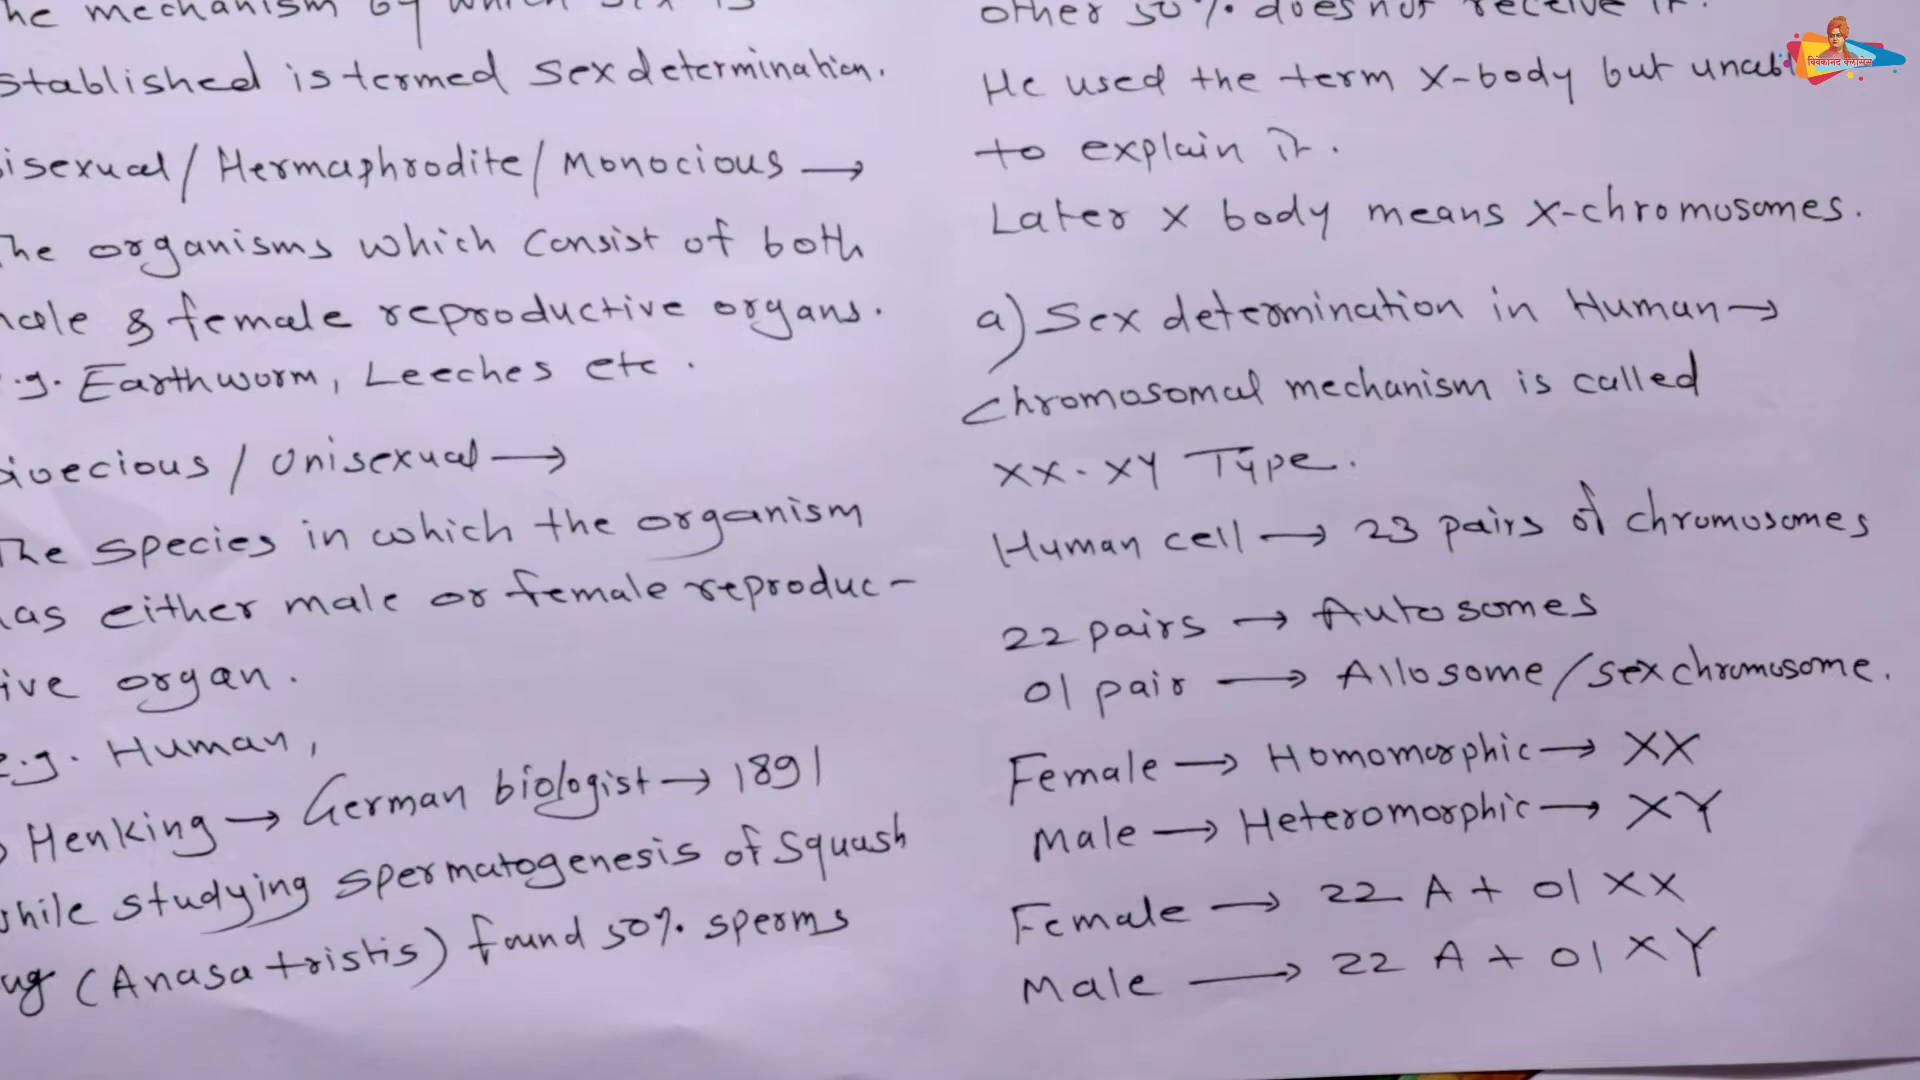 he mechanism by which sex is
stablished is termed sex determination.
isexual / Hermaphrodite / Monocious →
he organisms which consist of both
male & female reproductive organs.
.g. Earthworm, Leeches etc.
ioecious / Unisexual →
The species in which the organism
has either male or female reproduc-
ive organ.
e.g. Human,
Henking → German biologist → 1891
while studying spermatogenesis of squash
ug (Anasa tristis) found 50% sperms
other 50% does not receive it.
He used the term X-body but unabl
to explain it.
Later X body means X-chromosomes.
a) Sex determination in Human →
Chromosomal mechanism is called
XX-XY Type.
Human cell → 23 pairs of chromosomes
22 pairs → Autosomes
01 pair → Allosome / sex chromosome.
Female → Homomorphic → XX
Male → Heteromorphic → XY
Female → 22 A + 01 XX
Male → 22 A + 01 XY
विवेकानंद क्लासेस